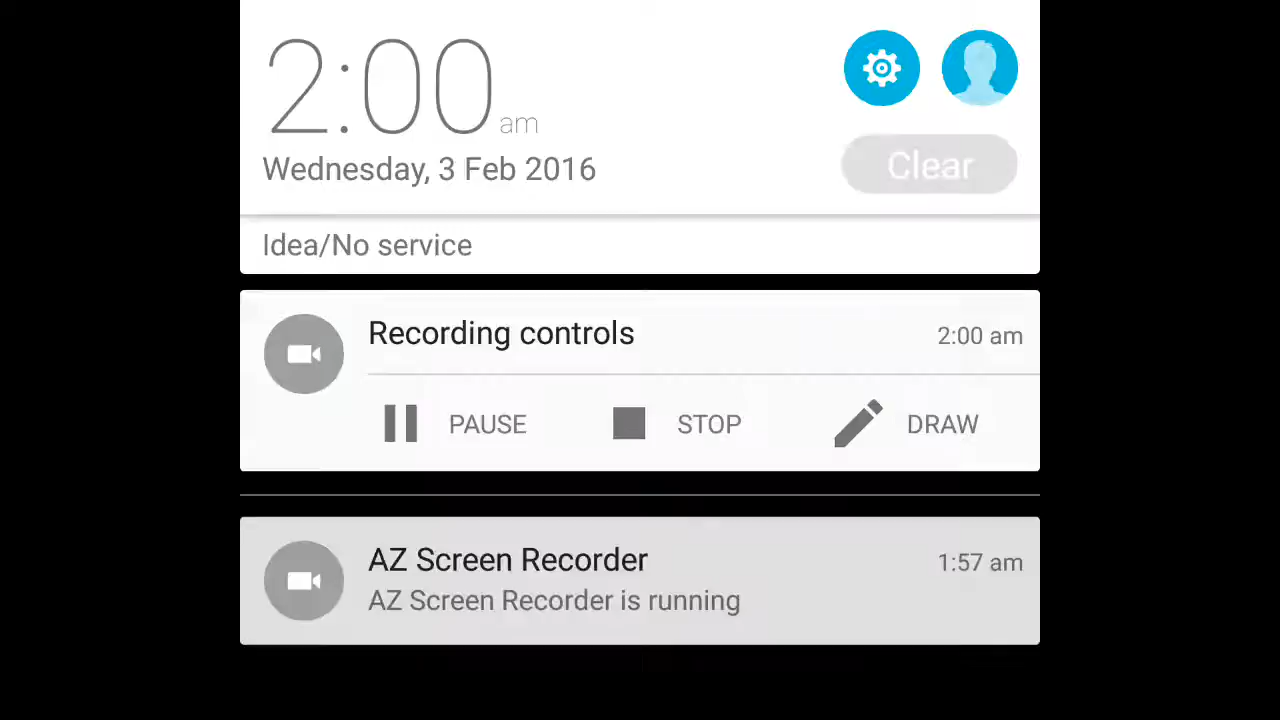 2:00 am
Wednesday, 3 Feb 2016
Clear
Idea/No service
Recording controls
2:00 am
PAUSE STOP DRAW
AZ Screen Recorder
1:57 am
AZ Screen Recorder is running